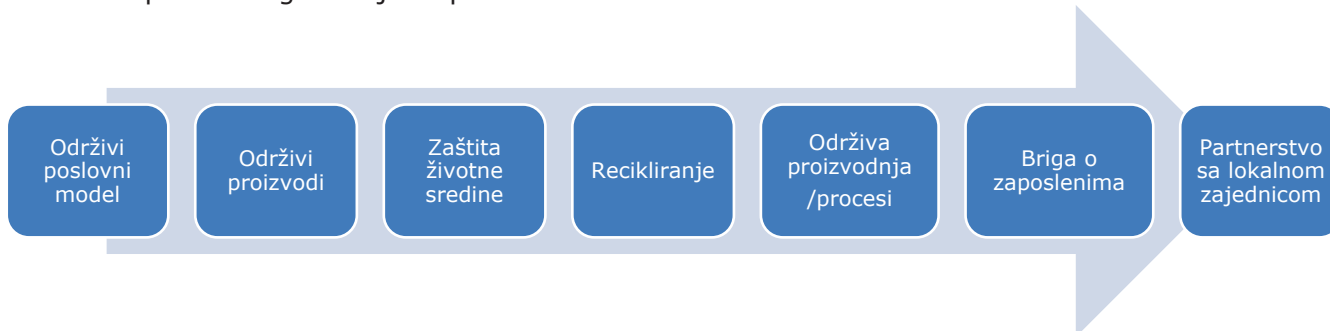 Održivi
poslovni
model
Održivi
proizvodi
Zaštita
životne
sredine
Recikliranje
Održiva
proizvodnja
/procesi
Briga o
zaposlenima
Partnerstvo
sa lokalnom
zajednicom